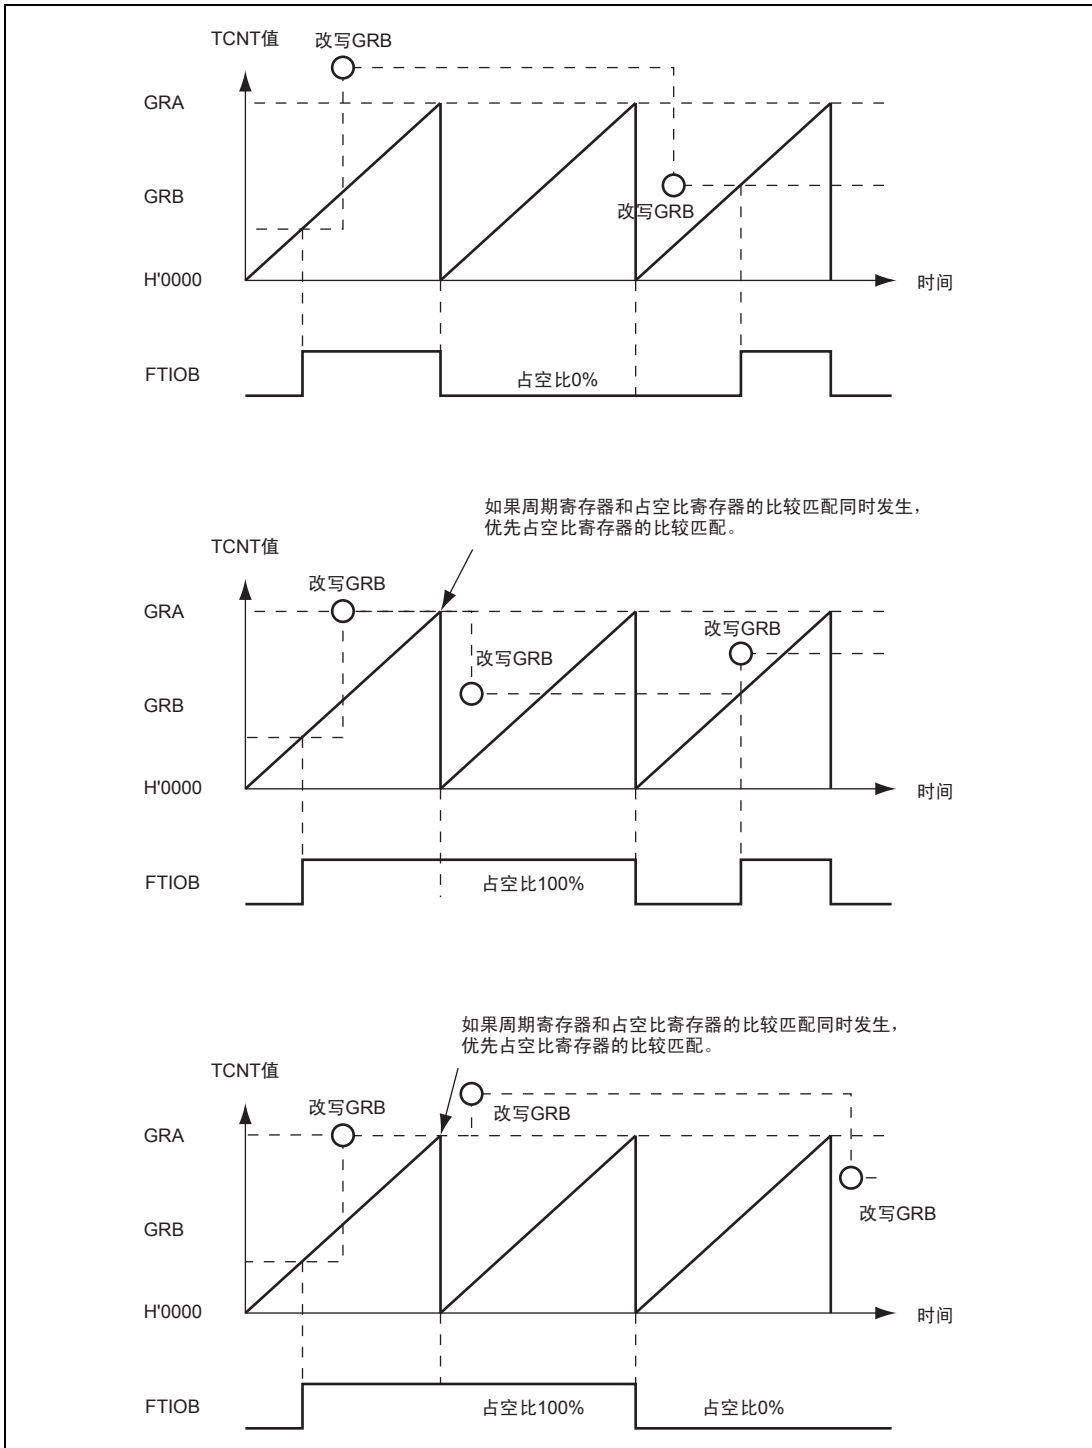 TCNT值
改写GRB
GRA
GRB
改写GRB
H'0000
时间
FTIOB
占空比0%
如果周期寄存器和占空比寄存器的比较匹配同时发生，
优先占空比寄存器的比较匹配。
TCNT值
改写GRB
GRA
改写GRB
改写GRB
GRB
H'0000
时间
FTIOB
占空比100%
如果周期寄存器和占空比寄存器的比较匹配同时发生，
优先占空比寄存器的比较匹配。
TCNT值
改写GRB
改写GRB
GRA
改写GRB
GRB
H'0000
时间
FTIOB
占空比100%
占空比0%